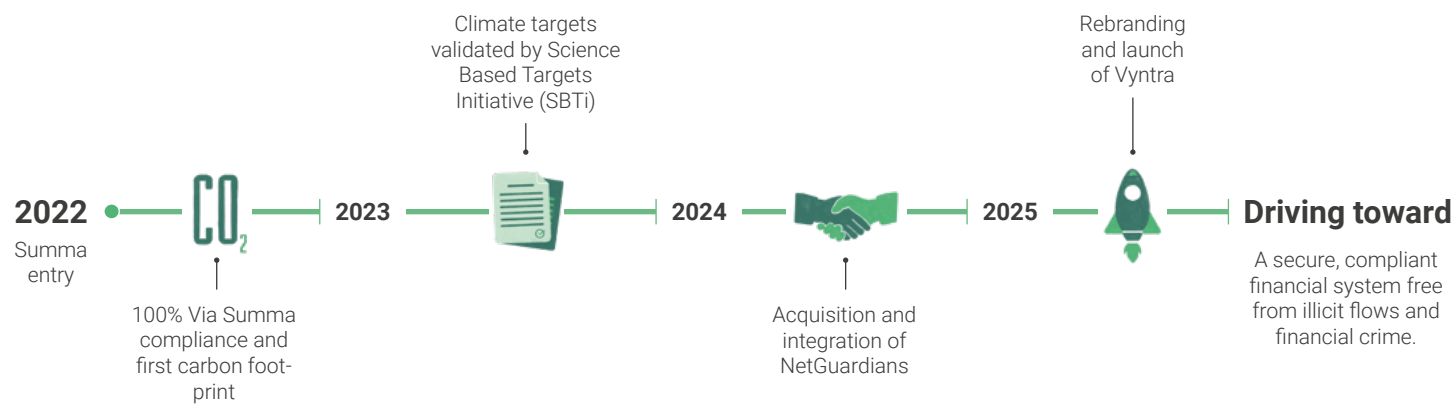 2022
Summa
entry
CO2
100% Via Summa
compliance and
first carbon foot-
print
2023
Climate targets
validated by Science
Based Targets
Initiative (SBTi)
2024
Acquisition and
integration of
NetGuardians
2025
Rebranding
and launch
of Vyntra
Driving toward
A secure, compliant
financial system free
from illicit flows and
financial crime.